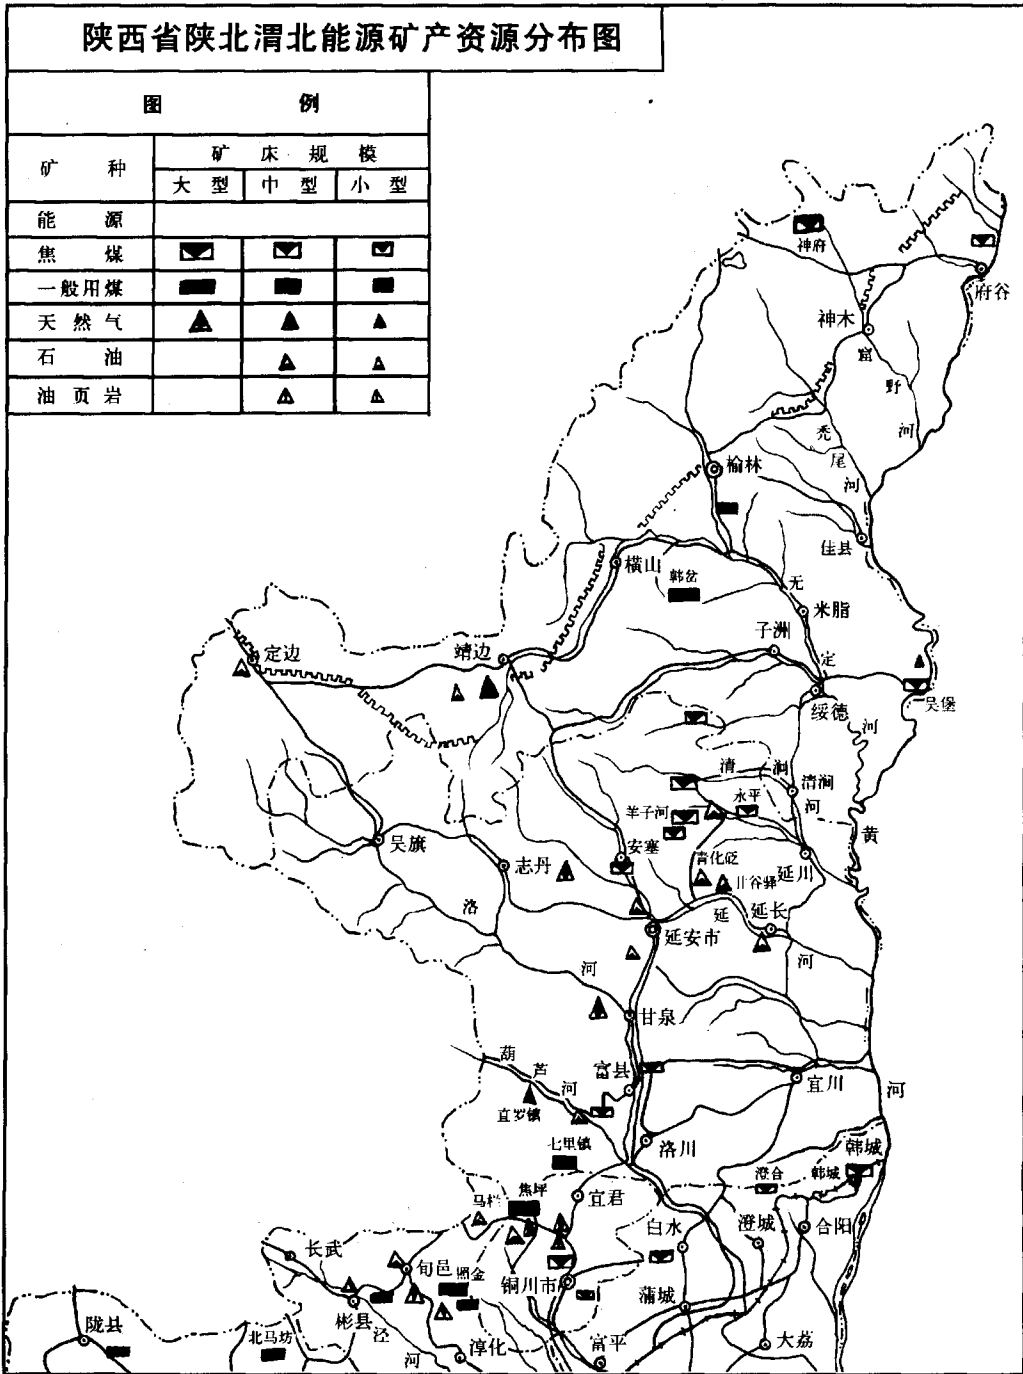 陕西省陕北渭北能源矿产资源分布图
图 例
矿 种
矿 床 规 模
大 型 中 型 小 型
能 源
焦 煤
一般用煤
天 然 气
石 油
油 页 岩
神府
府谷
神木
窟
野
河
秃
尾
河
榆林
佳县
横山
韩岔
无
米脂
子洲
定
定边
靖边
绥德
吴堡
河
清 涧
清涧
河
永平
羊子河
黄
吴旗
志丹
安塞
青化砭
甘谷驿
延川
洛
延 延长
延安市
河
河
甘泉
葫
芦
河
富县
宜川
河
直罗镇
七里镇
洛川
韩城
澄合
韩城
马栏
焦坪
宜君
白水
澄城
合阳
长武
旬邑
照金
铜川市
蒲城
彬县
泾
河
陇县
北马坊
淳化
富平
大荔